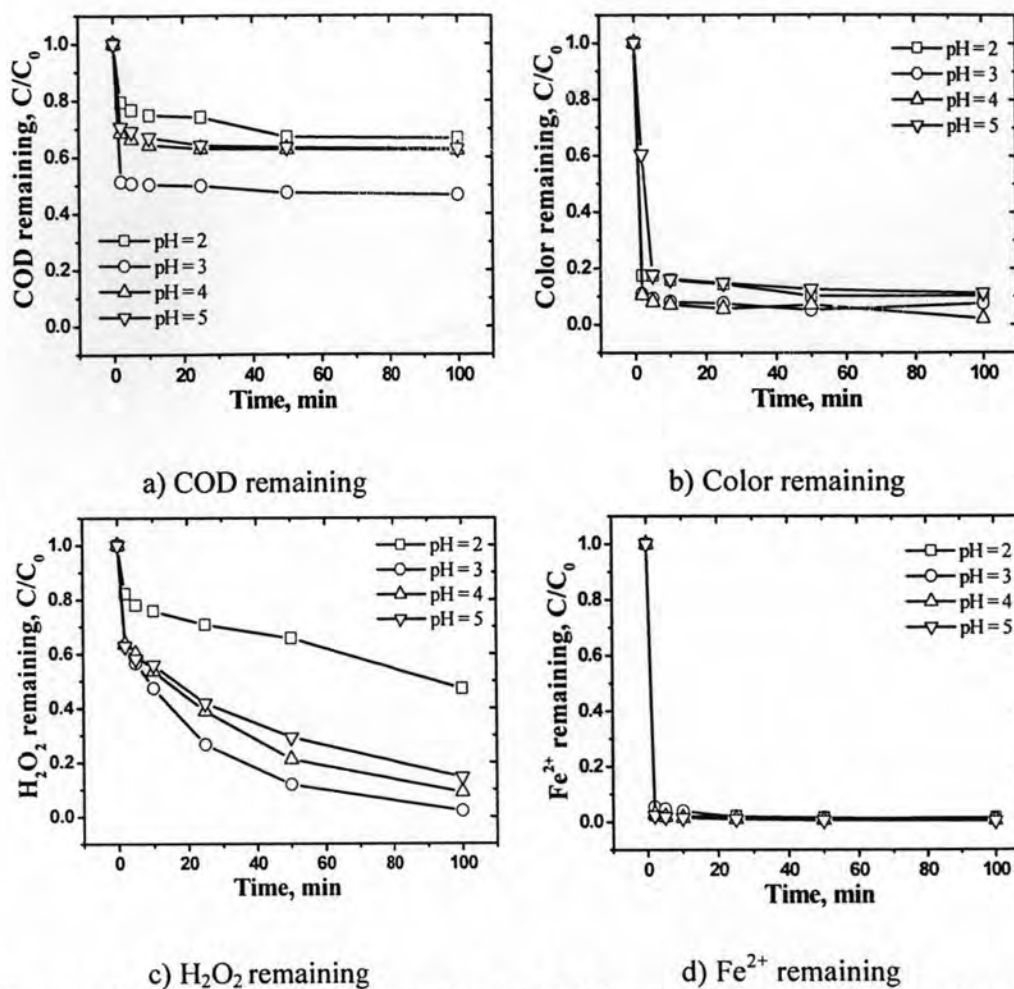 COD remaining, C/C₀
1.0
0.8
0.6
0.4
0.2
0.0
pH=2
pH=3
pH=4
pH=5
0 20 40 60 80 100
Time, min
a) COD remaining
Color remaining, C/C₀
1.0
0.8
0.6
0.4
0.2
0.0
pH=2
pH=3
pH=4
pH=5
0 20 40 60 80 100
Time, min
b) Color remaining
H₂O₂ remaining, C/C₀
1.0
0.8
0.6
0.4
0.2
0.0
pH=2
pH=3
pH=4
pH=5
0 20 40 60 80 100
Time, min
c) H₂O₂ remaining
Fe²⁺ remaining, C/C₀
1.0
0.8
0.6
0.4
0.2
0.0
pH=2
pH=3
pH=4
pH=5
0 20 40 60 80 100
Time, min
d) Fe²⁺ remaining